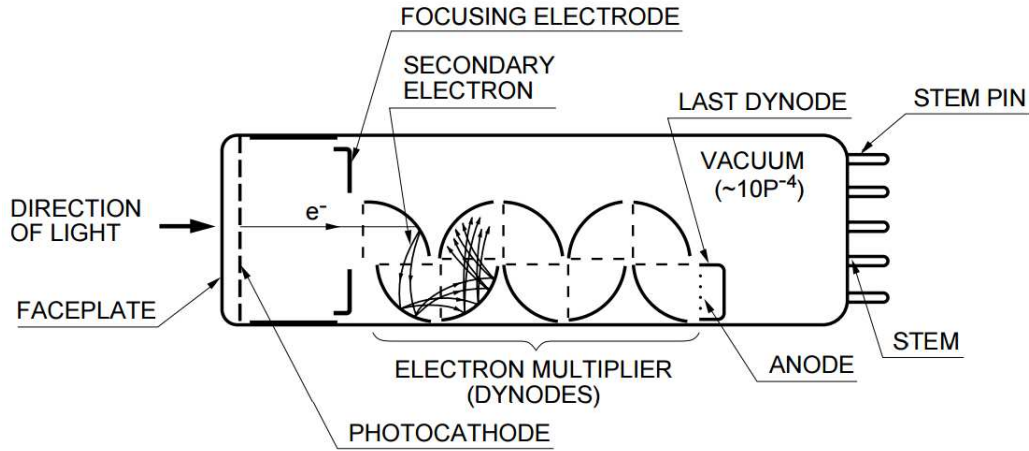 FOCUSING ELECTRODE
SECONDARY
ELECTRON
LAST DYNODE
STEM PIN
VACUUM
(~10P⁻⁴)
DIRECTION
OF LIGHT
e⁻
FACEPLATE
STEM
ELECTRON MULTIPLIER
(DYNODES)
ANODE
PHOTOCATHODE